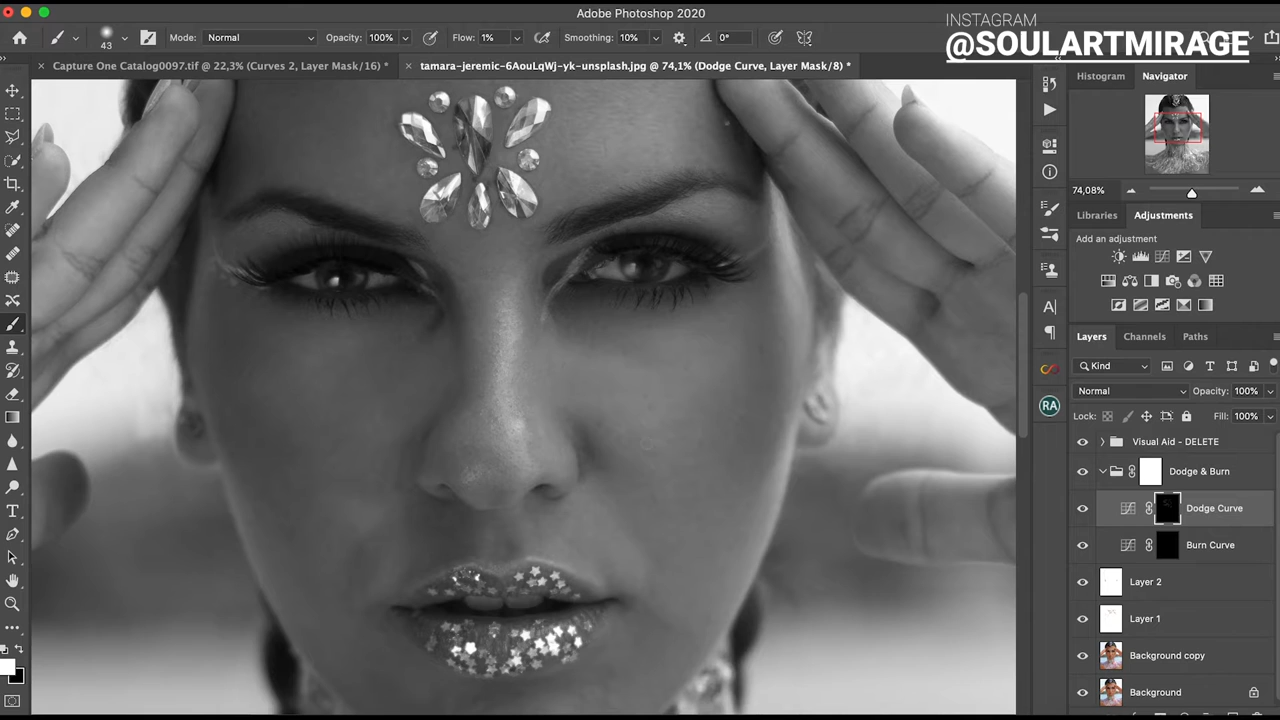 Adobe Photoshop 2020
INSTAGRAM
@SOULARTMIRAGE
43
Mode: Normal
Opacity: 100%
Flow: 1%
Smoothing: 10%
0°
Capture One Catalog0097.tif @ 22,3% (Curves 2, Layer Mask/16) *
tamara-jeremic-6AouLqWj-yk-unsplash.jpg @ 74,1% (Dodge Curve, Layer Mask/8) *
Histogram
Navigator
74,08%
Libraries
Adjustments
Add an adjustment
RA
Layers
Channels
Paths
Kind
Normal
Opacity: 100%
Lock:
Fill: 100%
Visual Aid - DELETE
Dodge & Burn
Dodge Curve
Burn Curve
Layer 2
Layer 1
Background copy
Background